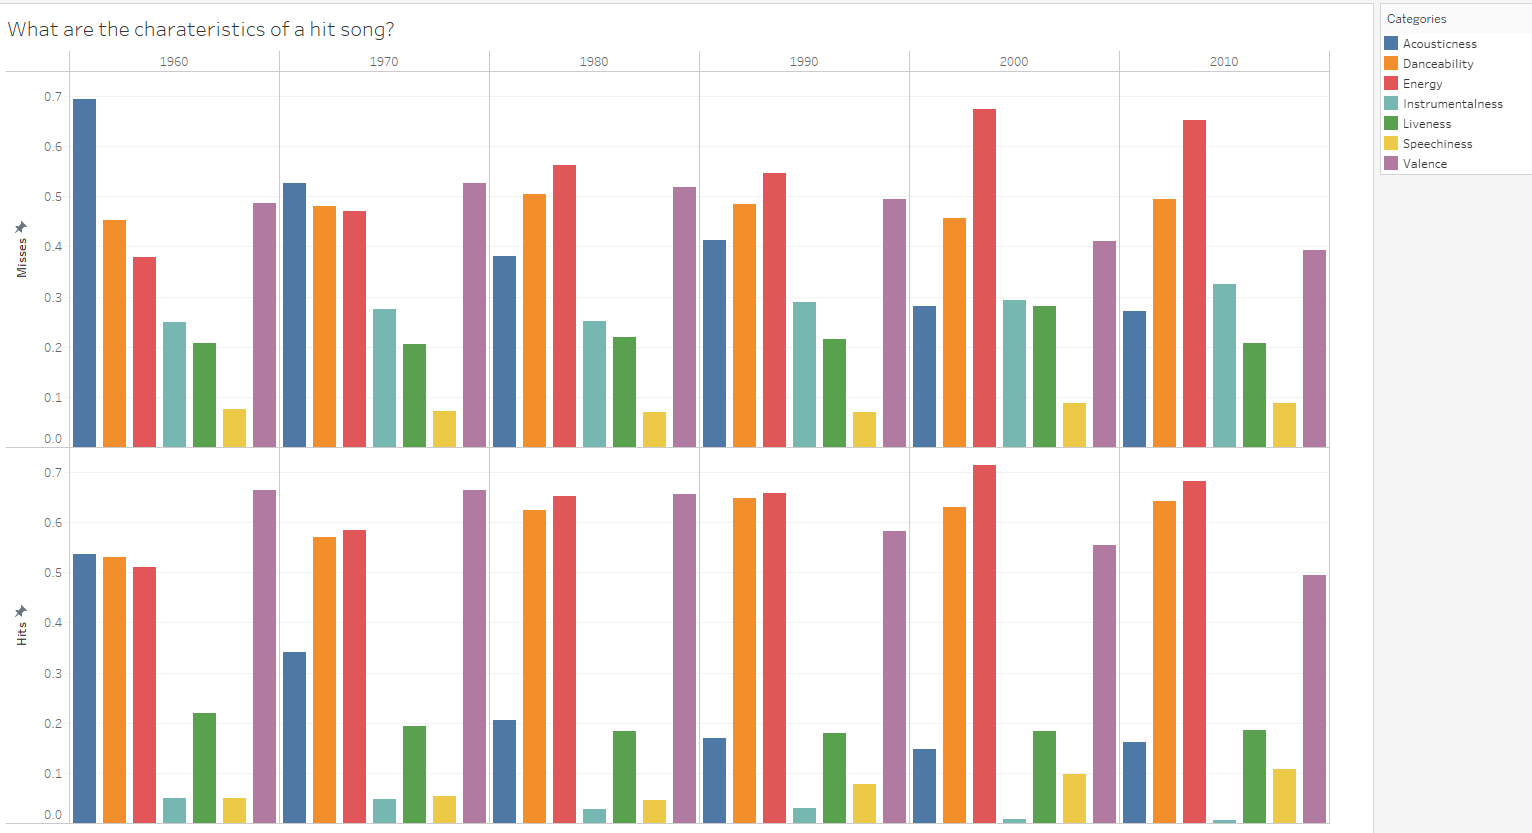 What are the charateristics of a hit song?
1960 1970 1980 1990 2000 2010
Misses
0.7
0.6
0.5
0.4
0.3
0.2
0.1
0.0
Hits
0.7
0.6
0.5
0.4
0.3
0.2
0.1
0.0
Categories
Acousticness
Danceability
Energy
Instrumentalness
Liveness
Speechiness
Valence